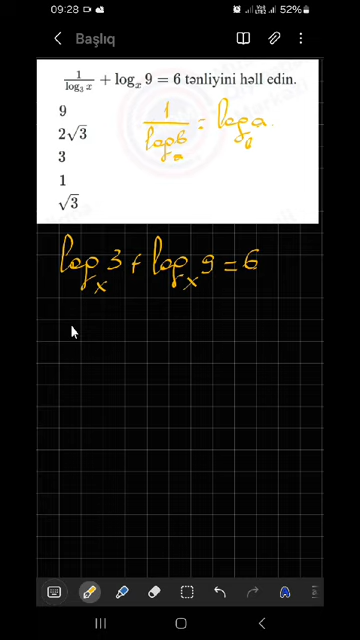 09:28 52%
Başlıq
1/log₃ x + logₓ 9 = 6 tənliyini həll edin.
1/logₐ b = log_b a
9
2√3
3
1
√3
logₓ 3 + logₓ 9 = 6